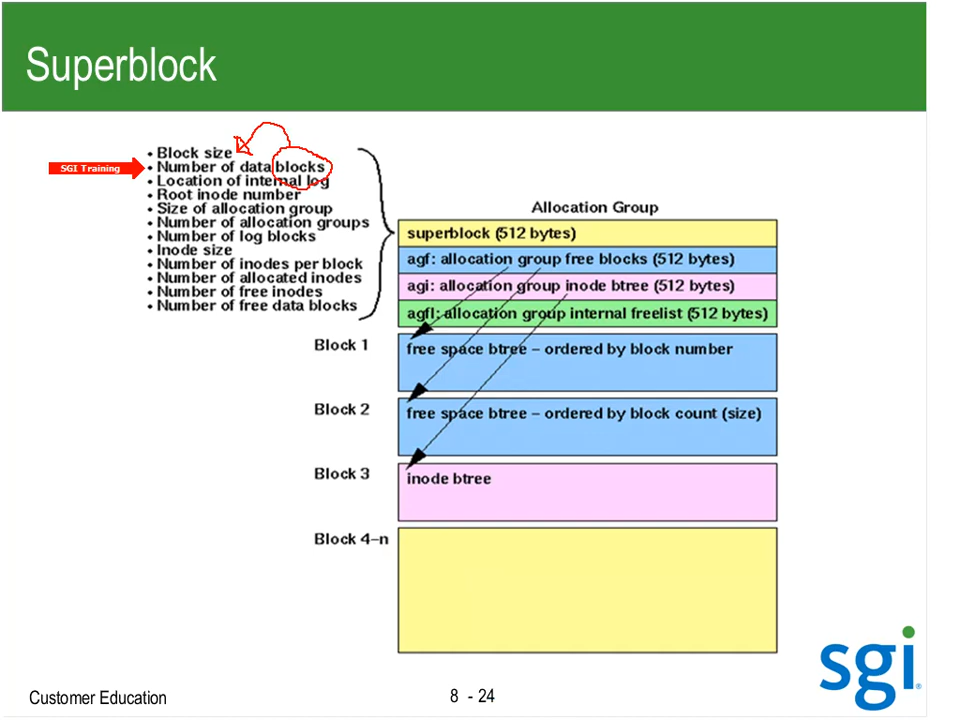 Superblock
SGI Training
• Block size
• Number of data blocks
• Location of internal log
• Root inode number
• Size of allocation group
• Number of allocation groups
• Number of log blocks
• Inode size
• Number of inodes per block
• Number of allocated inodes
• Number of free inodes
• Number of free data blocks
Allocation Group
superblock (512 bytes)
agf: allocation group free blocks (512 bytes)
agi: allocation group inode btree (512 bytes)
agfl: allocation group internal freelist (512 bytes)
Block 1
free space btree – ordered by block number
Block 2
free space btree – ordered by block count (size)
Block 3
inode btree
Block 4–n
sgi®
Customer Education
8 - 24